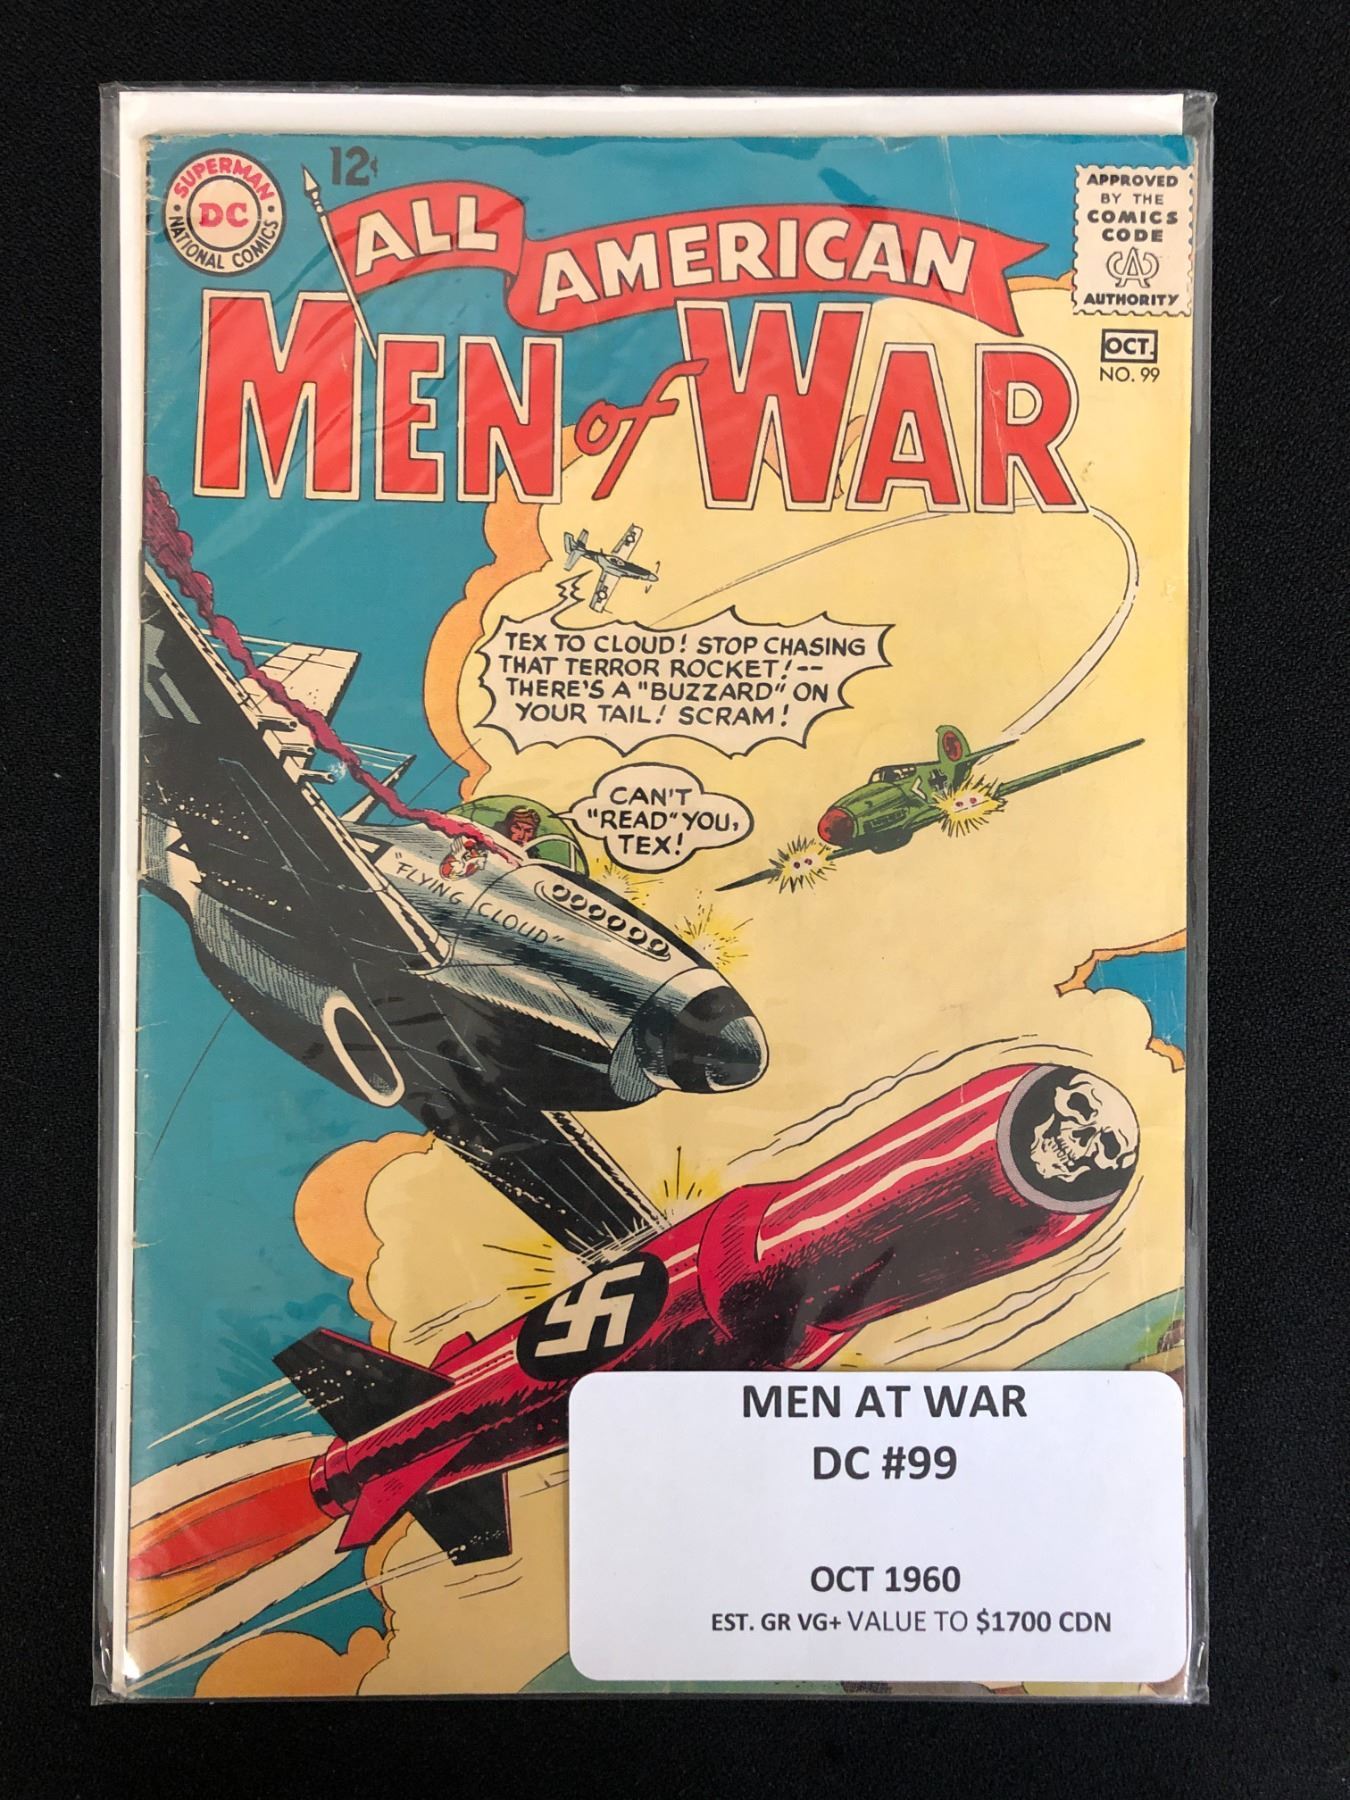 SUPERMAN
DC
NATIONAL COMICS
12¢
ALL
AMERICAN
MEN of WAR
APPROVED
BY THE
COMICS
CODE
CA
AUTHORITY
OCT.
NO. 99
TEX TO CLOUD! STOP CHASING
THAT TERROR ROCKET!--
THERE'S A "BUZZARD" ON
YOUR TAIL! SCRAM!
CAN'T
"READ" YOU,
TEX!
"FLYING CLOUD"
MEN AT WAR
DC #99
OCT 1960
EST. GR VG+ VALUE TO $1700 CDN